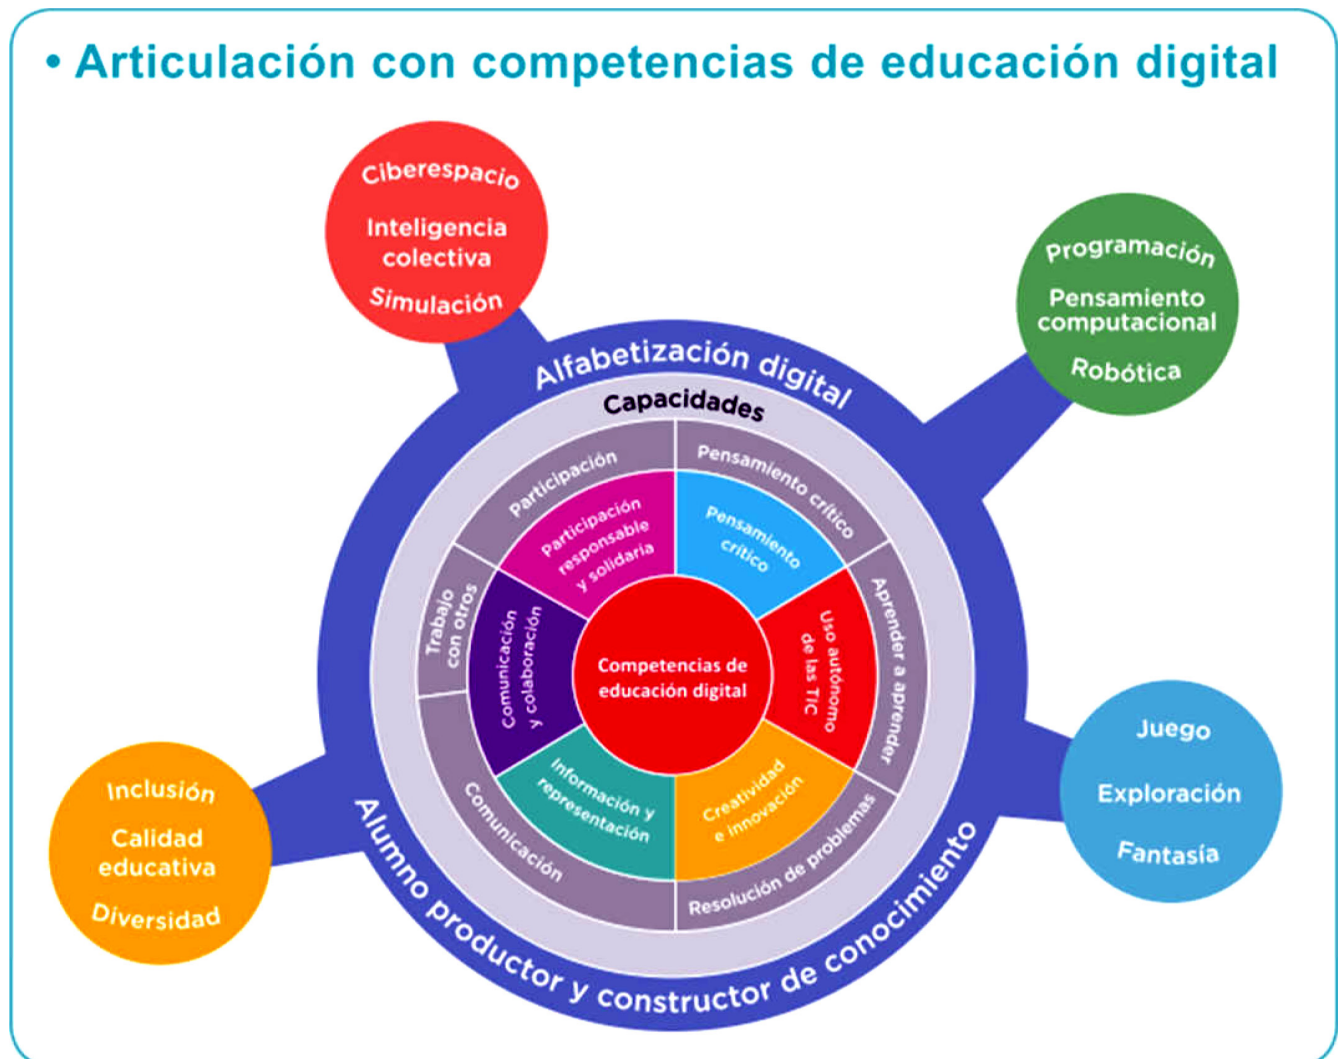 • Articulación con competencias de educación digital
Ciberespacio
Inteligencia
colectiva
Simulación
Programación
Pensamiento
computacional
Robótica
Alfabetización digital
Capacidades
Participación
Pensamiento crítico
Participación
responsable
y solidaria
Pensamiento
crítico
Trabajo
con otros
Comunicación
y colaboración
Competencias de
educación digital
Uso autónomo
de las TIC
Aprender a aprender
Información y
representación
Creatividad
e innovación
Comunicación
Resolución de problemas
Alumno productor y constructor de conocimiento
Inclusión
Calidad
educativa
Diversidad
Juego
Exploración
Fantasía